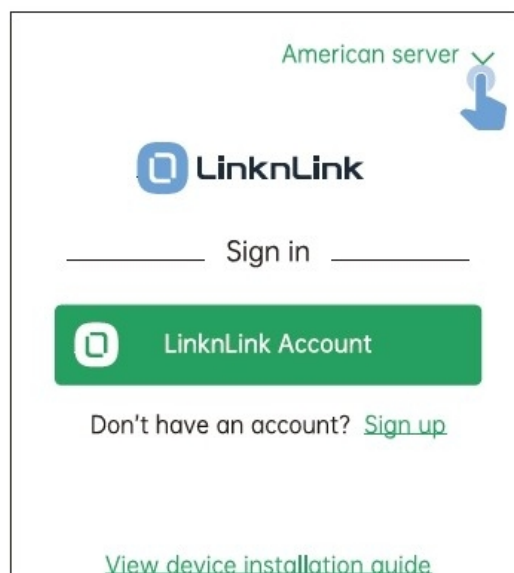 American server
LinknLink
Sign in
LinknLink Account
Don't have an account? Sign up
View device installation guide